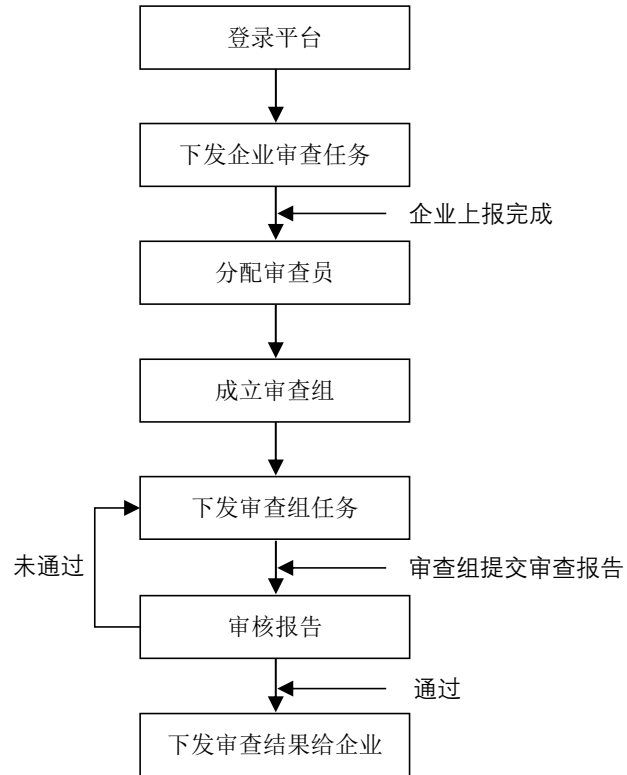 登录平台
下发企业审查任务
企业上报完成
分配审查员
成立审查组
下发审查组任务
未通过
审查组提交审查报告
审核报告
通过
下发审查结果给企业